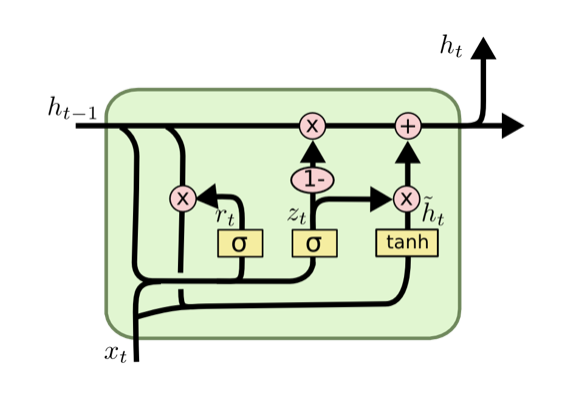 h_t
h_{t-1}
x
+
1-
x
r_t
z_t
x
h̃_t
σ
σ
tanh
x_t